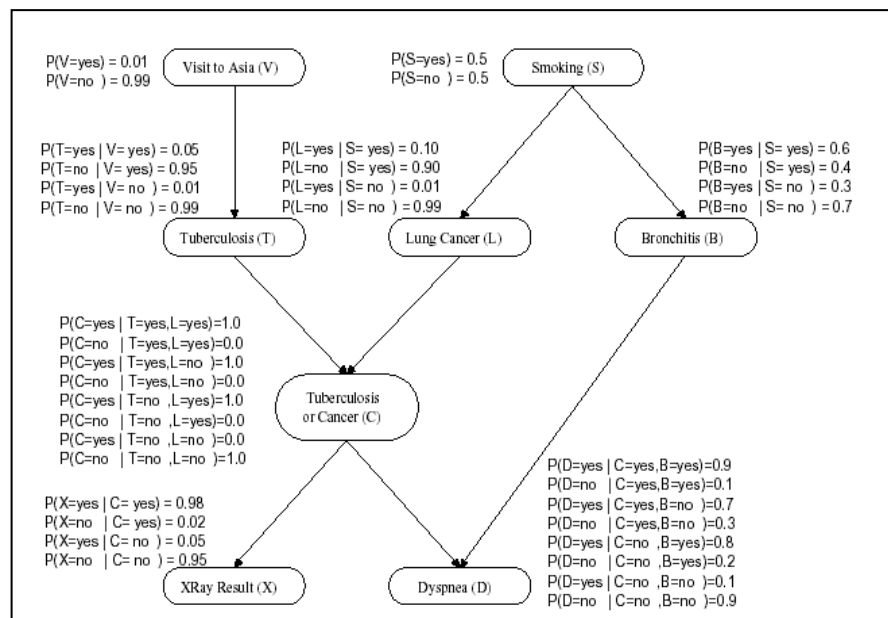 P(V=yes) = 0.01
P(V=no ) = 0.99
Visit to Asia (V)
P(S=yes) = 0.5
P(S=no ) = 0.5
Smoking (S)
P(T=yes | V= yes) = 0.05
P(T=no | V= yes) = 0.95
P(T=yes | V= no ) = 0.01
P(T=no | V= no ) = 0.99
Tuberculosis (T)
P(L=yes | S= yes) = 0.10
P(L=no | S= yes) = 0.90
P(L=yes | S= no ) = 0.01
P(L=no | S= no ) = 0.99
Lung Cancer (L)
P(B=yes | S= yes) = 0.6
P(B=no | S= yes) = 0.4
P(B=yes | S= no ) = 0.3
P(B=no | S= no ) = 0.7
Bronchitis (B)
P(C=yes | T=yes,L=yes)=1.0
P(C=no | T=yes,L=yes)=0.0
P(C=yes | T=yes,L=no )=1.0
P(C=no | T=yes,L=no )=0.0
P(C=yes | T=no ,L=yes)=1.0
P(C=no | T=no ,L=yes)=0.0
P(C=yes | T=no ,L=no )=0.0
P(C=no | T=no ,L=no )=1.0
Tuberculosis
or Cancer (C)
P(X=yes | C= yes) = 0.98
P(X=no | C= yes) = 0.02
P(X=yes | C= no ) = 0.05
P(X=no | C= no ) = 0.95
XRay Result (X)
P(D=yes | C=yes,B=yes)=0.9
P(D=no | C=yes,B=yes)=0.1
P(D=yes | C=yes,B=no )=0.7
P(D=no | C=yes,B=no )=0.3
P(D=yes | C=no ,B=yes)=0.8
P(D=no | C=no ,B=yes)=0.2
P(D=yes | C=no ,B=no )=0.1
P(D=no | C=no ,B=no )=0.9
Dyspnea (D)